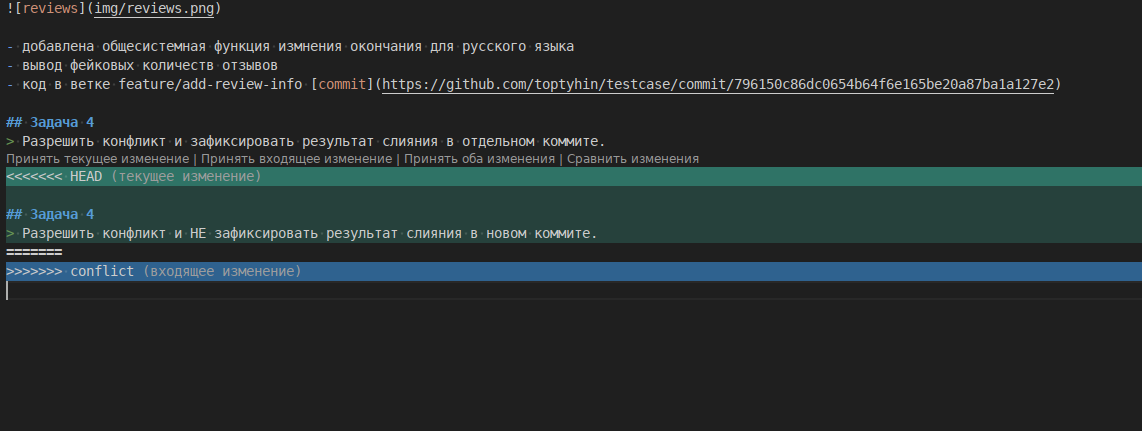 ![reviews](img/reviews.png)
- добавлена общесистемная функция измнения окончания для русского языка
- вывод фейковых количеств отзывов
- код в ветке feature/add-review-info [commit](https://github.com/toptyhin/testcase/commit/796150c86dc0654b64f6e165be20a87ba1a127e2)
## Задача 4
> Разрешить конфликт и зафиксировать результат слияния в отдельном коммите.
Принять текущее изменение | Принять входящее изменение | Принять оба изменения | Сравнить изменения
<<<<<<< HEAD (текущее изменение)
## Задача 4
> Разрешить конфликт и НЕ зафиксировать результат слияния в новом коммите.
=======
>>>>>>> conflict (входящее изменение)